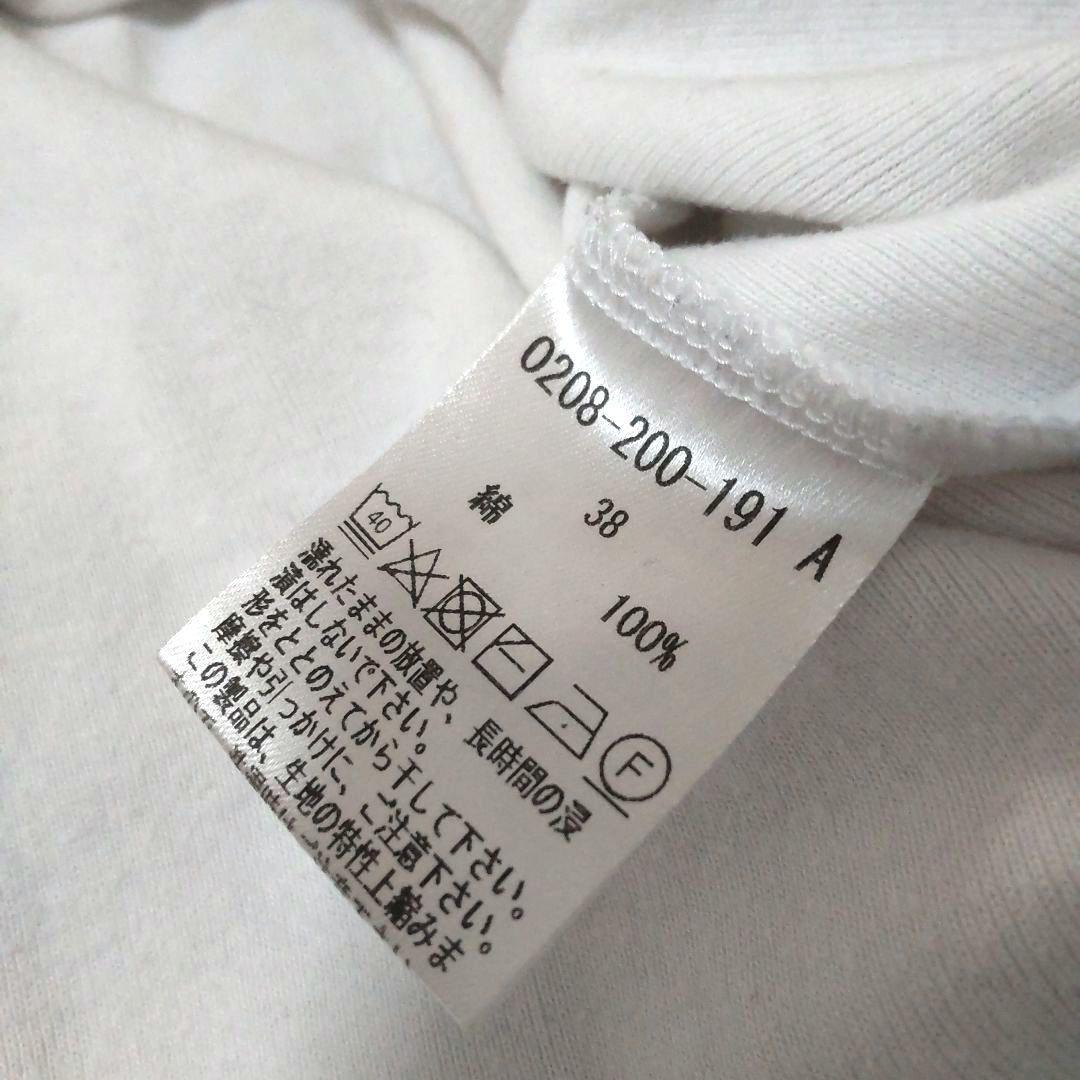 0208-200-191 A
38
綿 100%
40
F
濡れたままの放置や、長時間の浸
漬はしないで下さい。
形をととのえてから干して下さい。
摩擦や引っかけに、ご注意下さい。
この製品は、生地の特性上縮みま